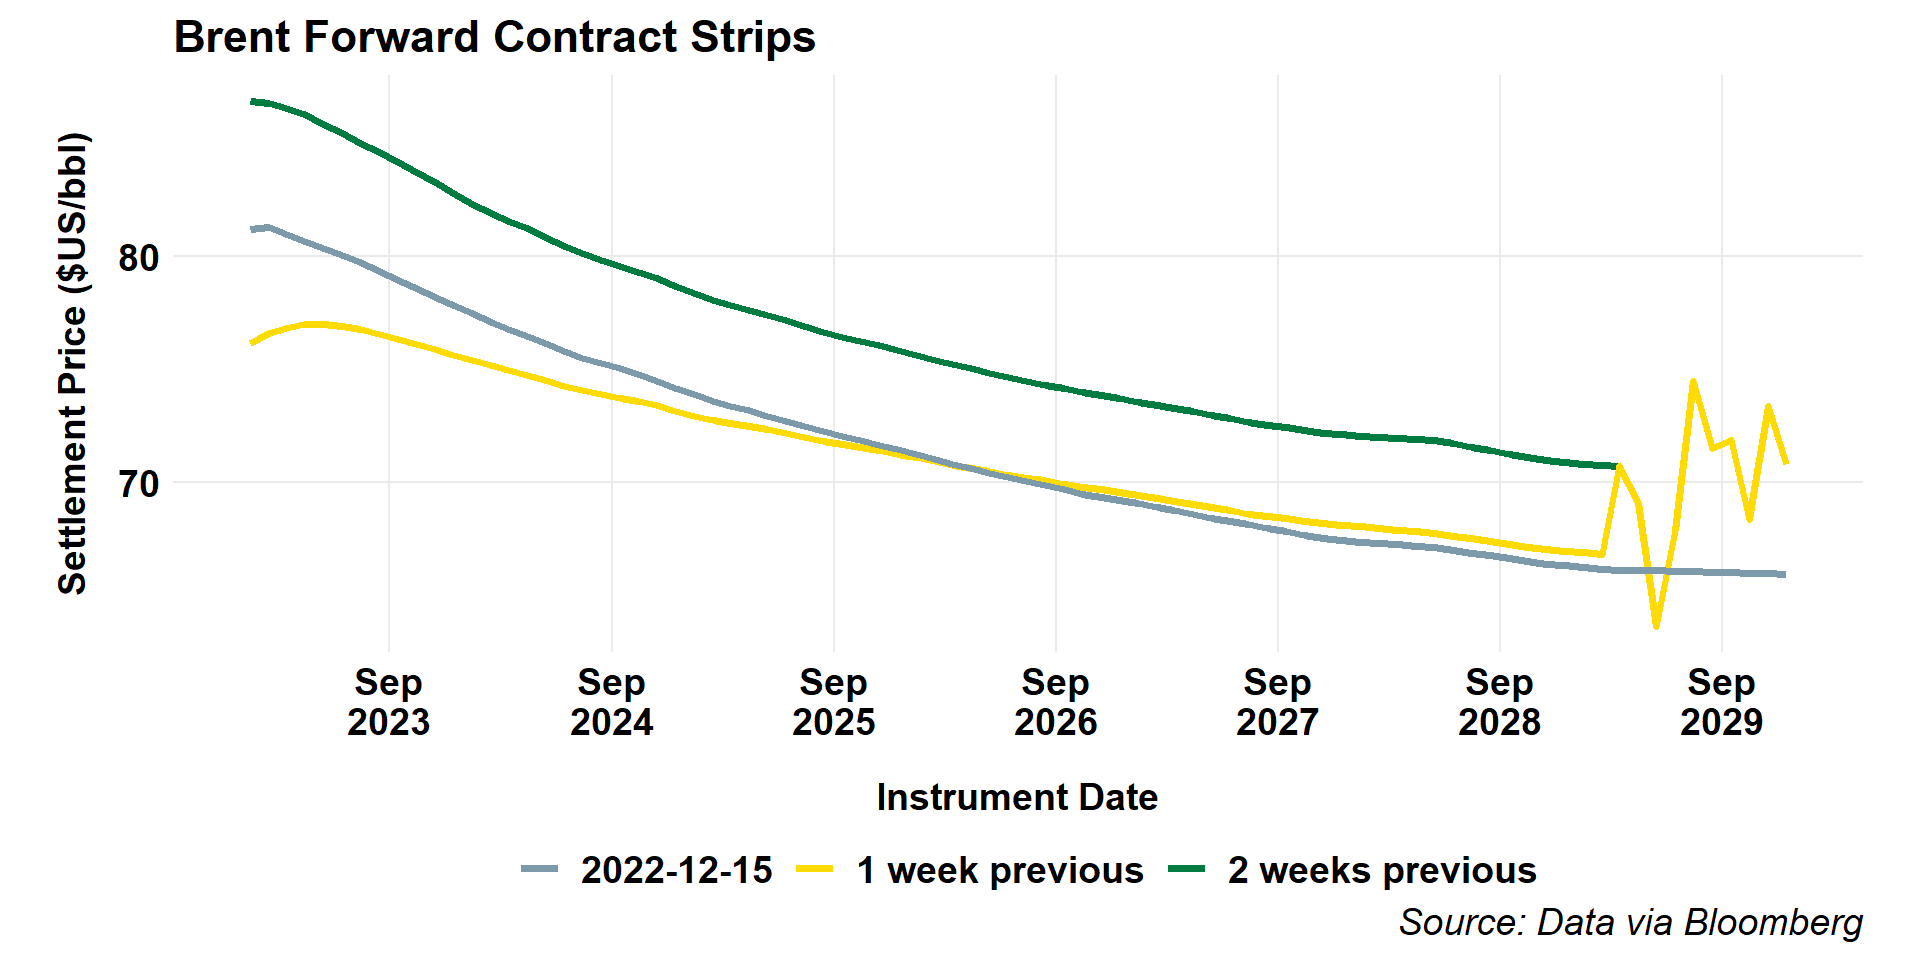 Brent Forward Contract Strips
Settlement Price ($US/bbl)
80
70
Sep
2023
Sep
2024
Sep
2025
Sep
2026
Sep
2027
Sep
2028
Sep
2029
Instrument Date
2022-12-15
1 week previous
2 weeks previous
Source: Data via Bloomberg